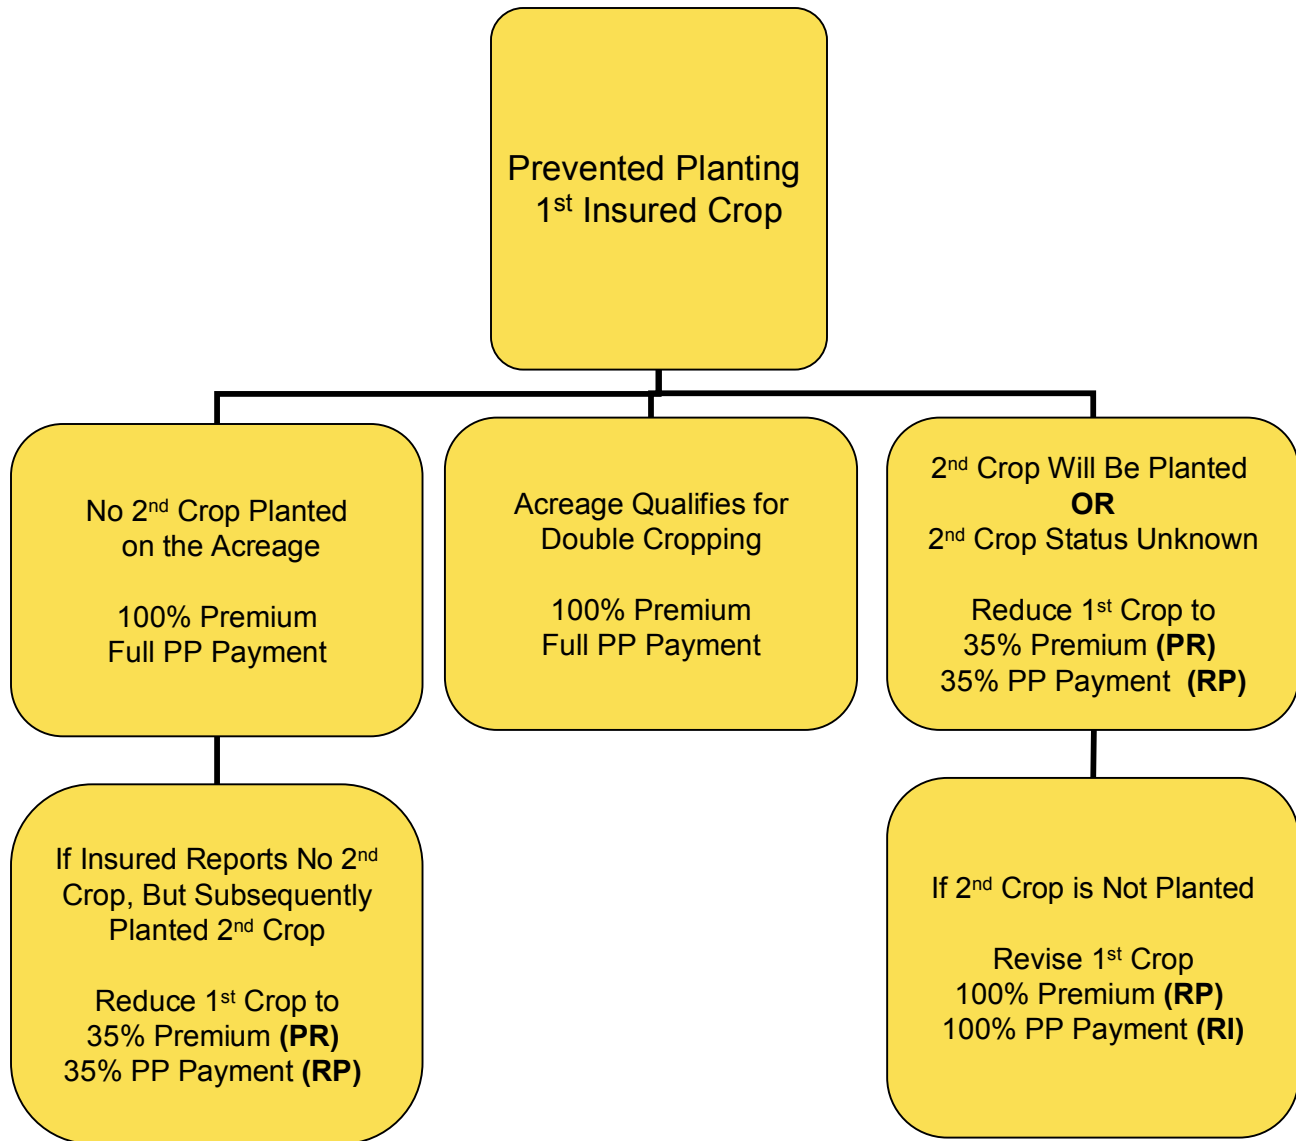 Prevented Planting
1st Insured Crop
No 2nd Crop Planted
on the Acreage
100% Premium
Full PP Payment
Acreage Qualifies for
Double Cropping
100% Premium
Full PP Payment
2nd Crop Will Be Planted
OR
2nd Crop Status Unknown
Reduce 1st Crop to
35% Premium (PR)
35% PP Payment (RP)
If Insured Reports No 2nd
Crop, But Subsequently
Planted 2nd Crop
Reduce 1st Crop to
35% Premium (PR)
35% PP Payment (RP)
If 2nd Crop is Not Planted
Revise 1st Crop
100% Premium (RP)
100% PP Payment (RI)